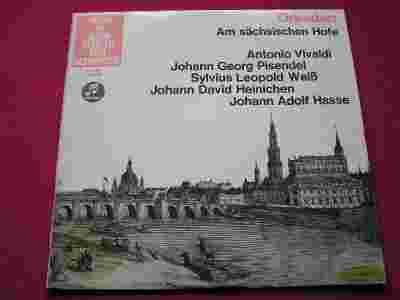 Dresden
Am sächsischen Hofe
Antonio Vivaldi
Johann Georg Pisendel
Sylvius Leopold Weiß
Johann David Heinichen
Johann Adolf Hasse